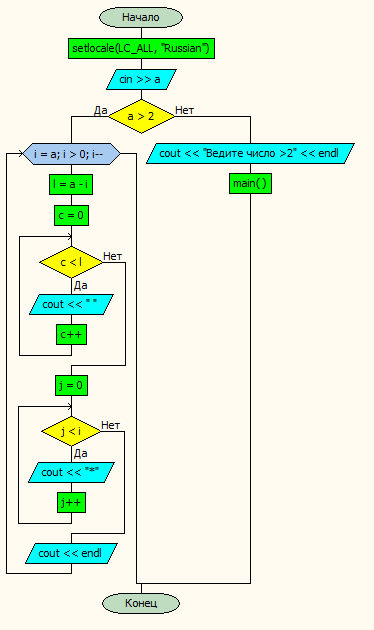 Начало
setlocale(LC_ALL, "Russian")
cin >> a
Да
Нет
a > 2
i = a; i > 0; i--
cout << "Ведите число >2" << endl
l = a - i
main()
c = 0
c < l
Нет
Да
cout << " "
c++
j = 0
j < i
Нет
Да
cout << "*"
j++
cout << endl
Конец